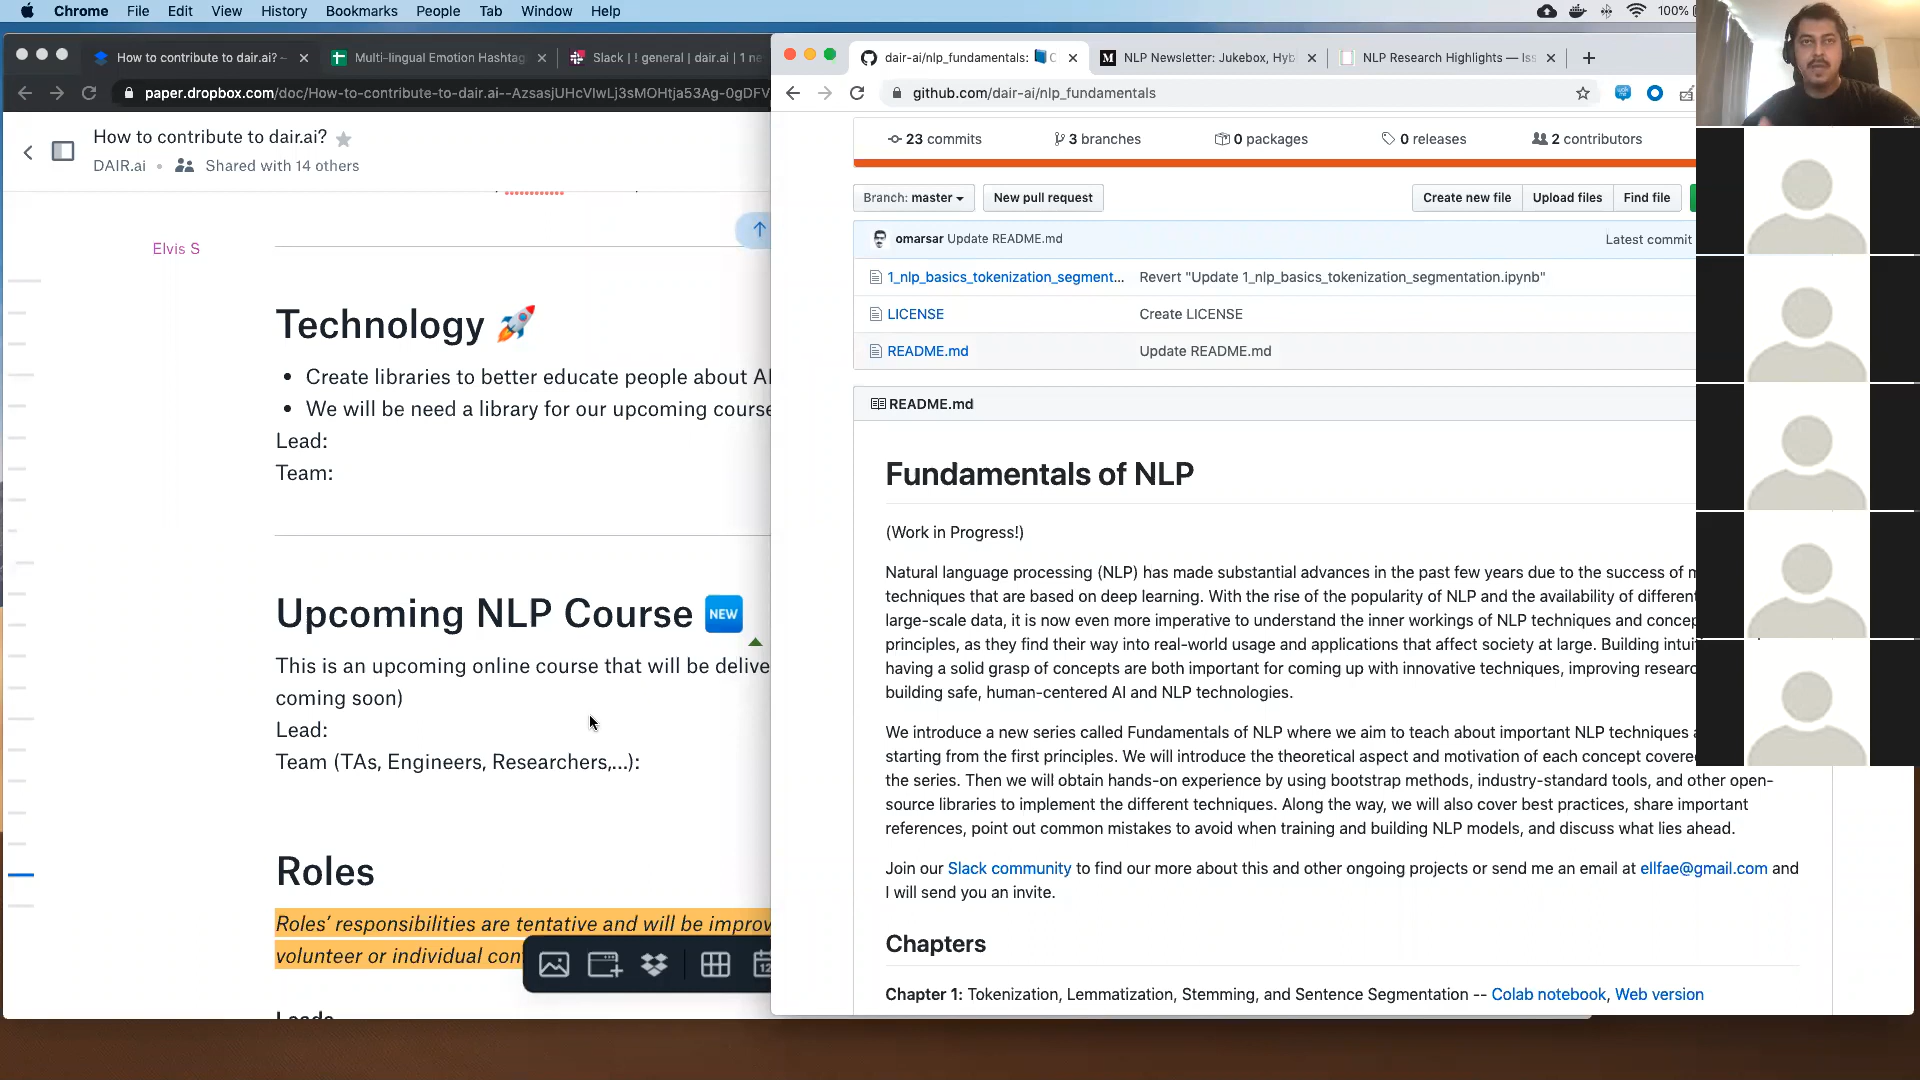 Chrome File Edit View History Bookmarks People Tab Window Help 100%
How to contribute to dair.ai? -
Multi-lingual Emotion Hashtag
Slack | ! general | dair.ai | 1 ne
paper.dropbox.com/doc/How-to-contribute-to-dair.ai--AzsasjUHcVIwLj3sMOHtja53Ag-0gDFV
How to contribute to dair.ai?
DAIR.ai • Shared with 14 others
Elvis S
Technology
• Create libraries to better educate people about AI
• We will be need a library for our upcoming course
Lead:
Team:
Upcoming NLP Course NEW
This is an upcoming online course that will be delive
coming soon)
Lead:
Team (TAs, Engineers, Researchers,...):
Roles
Roles' responsibilities are tentative and will be improv
volunteer or individual con
12
Leads
dair-ai/nlp_fundamentals:
NLP Newsletter: Jukebox, Hyb
NLP Research Highlights — Iss
github.com/dair-ai/nlp_fundamentals
23 commits 3 branches 0 packages 0 releases 2 contributors
Branch: master New pull request Create new file Upload files Find file
omarsar Update README.md Latest commit
1_nlp_basics_tokenization_segment... Revert "Update 1_nlp_basics_tokenization_segmentation.ipynb"
LICENSE Create LICENSE
README.md Update README.md
README.md
Fundamentals of NLP
(Work in Progress!)
Natural language processing (NLP) has made substantial advances in the past few years due to the success of
techniques that are based on deep learning. With the rise of the popularity of NLP and the availability of different
large-scale data, it is now even more imperative to understand the inner workings of NLP techniques and concep
principles, as they find their way into real-world usage and applications that affect society at large. Building intui
having a solid grasp of concepts are both important for coming up with innovative techniques, improving researc
building safe, human-centered AI and NLP technologies.
We introduce a new series called Fundamentals of NLP where we aim to teach about important NLP techniques
starting from the first principles. We will introduce the theoretical aspect and motivation of each concept covere
the series. Then we will obtain hands-on experience by using bootstrap methods, industry-standard tools, and other open-
source libraries to implement the different techniques. Along the way, we will also cover best practices, share important
references, point out common mistakes to avoid when training and building NLP models, and discuss what lies ahead.
Join our Slack community to find our more about this and other ongoing projects or send me an email at ellfae@gmail.com and
I will send you an invite.
Chapters
Chapter 1: Tokenization, Lemmatization, Stemming, and Sentence Segmentation -- Colab notebook, Web version